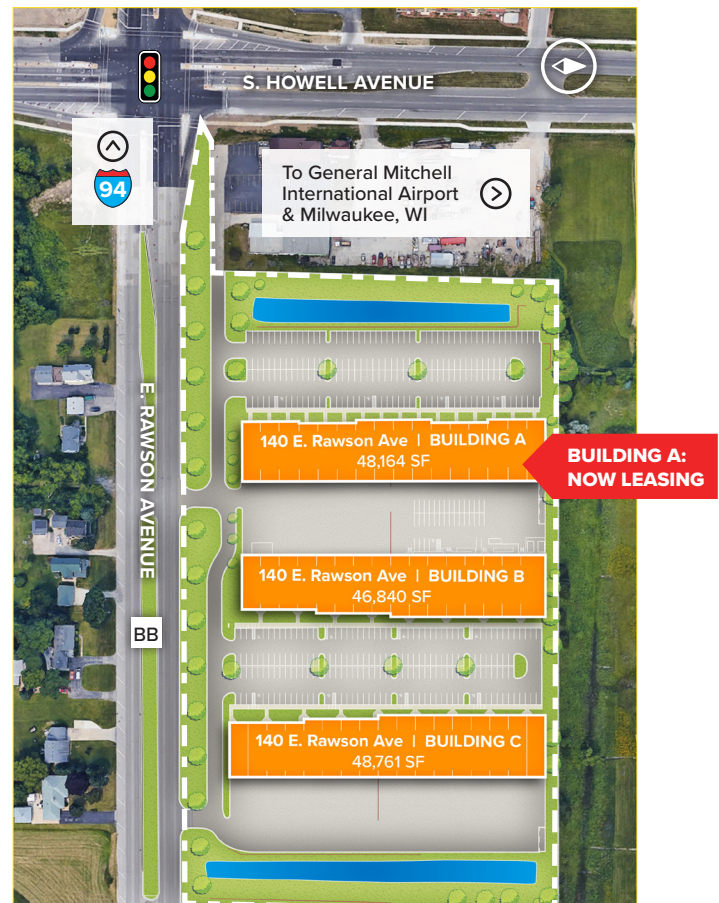 S. HOWELL AVENUE
94
To General Mitchell
International Airport
& Milwaukee, WI
E. RAWSON AVENUE
140 E. Rawson Ave | BUILDING A
48,164 SF
BUILDING A:
NOW LEASING
140 E. Rawson Ave | BUILDING B
46,840 SF
BB
140 E. Rawson Ave | BUILDING C
48,761 SF